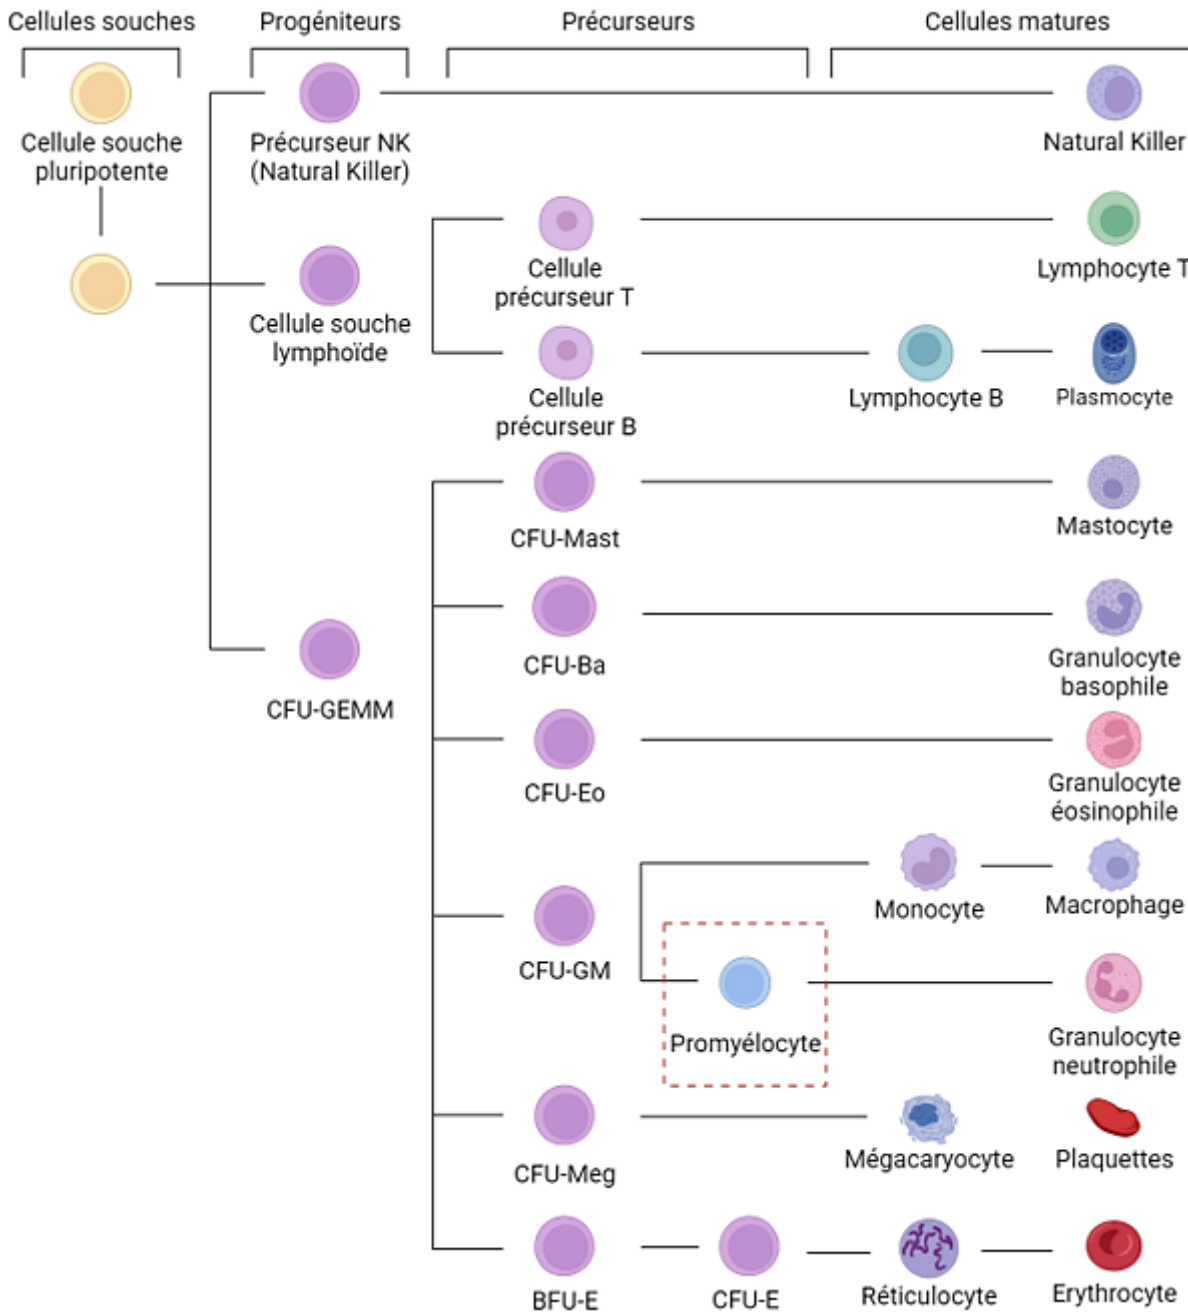 Cellules souches
Progéniteurs
Précurseurs
Cellules matures
Cellule souche
pluripotente
Précurseur NK
(Natural Killer)
Natural Killer
Cellule
précurseur T
Lymphocyte T
Cellule souche
lymphoïde
Cellule
précurseur B
Lymphocyte B
Plasmocyte
CFU-Mast
Mastocyte
CFU-Ba
Granulocyte
basophile
CFU-GEMM
CFU-Eo
Granulocyte
éosinophile
Monocyte
Macrophage
CFU-GM
Promyélocyte
Granulocyte
neutrophile
CFU-Meg
Mégacaryocyte
Plaquettes
BFU-E
CFU-E
Réticulocyte
Erythrocyte